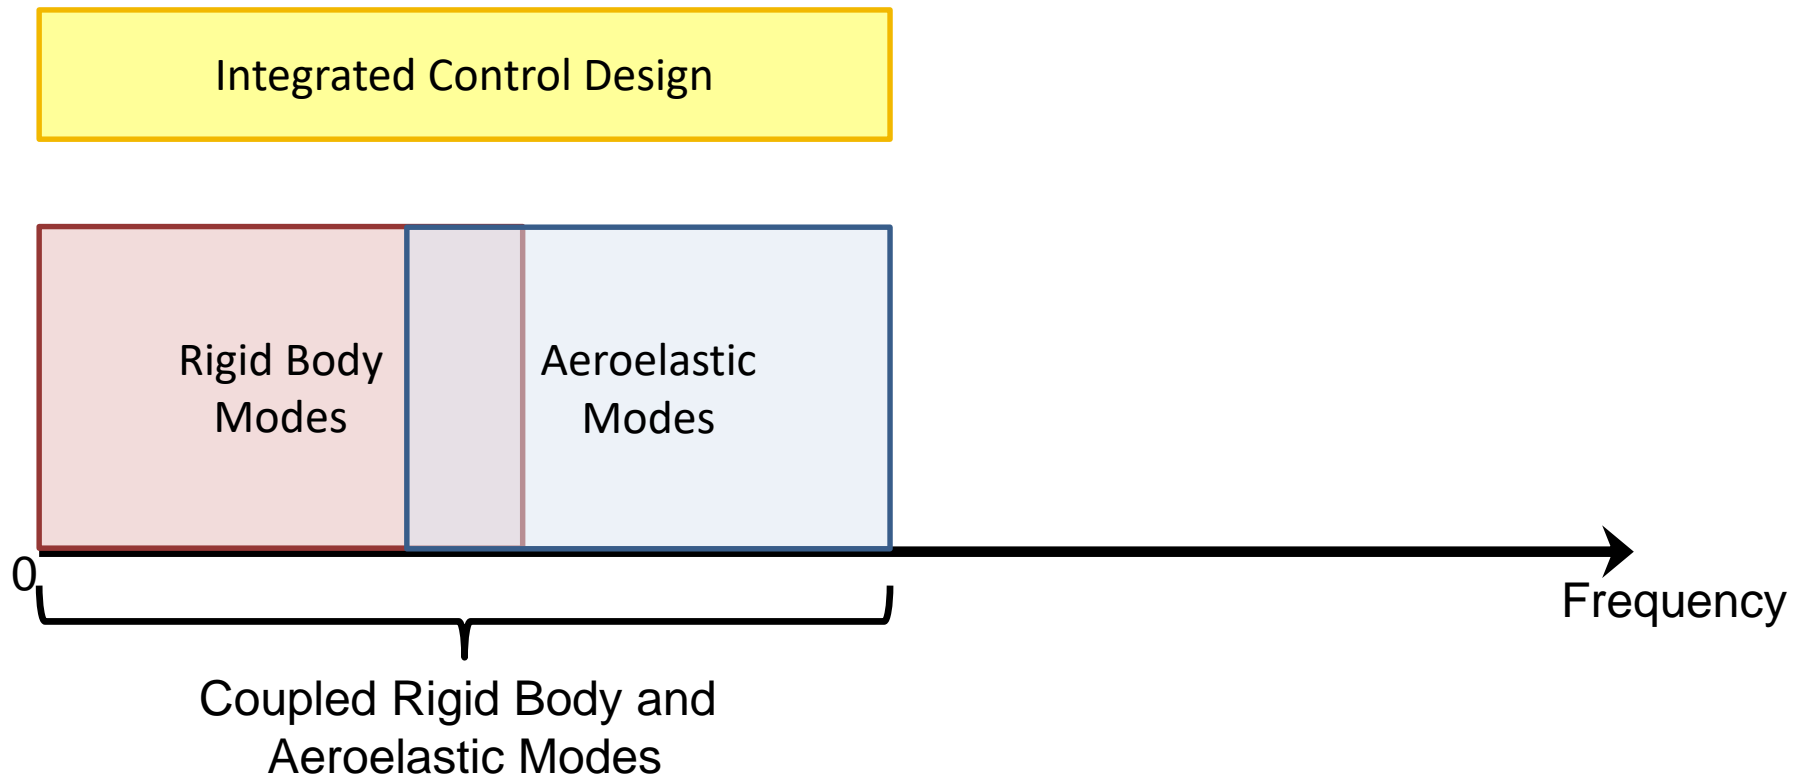 Integrated Control Design
Rigid Body
Modes
Aeroelastic
Modes
0
Frequency
Coupled Rigid Body and
Aeroelastic Modes